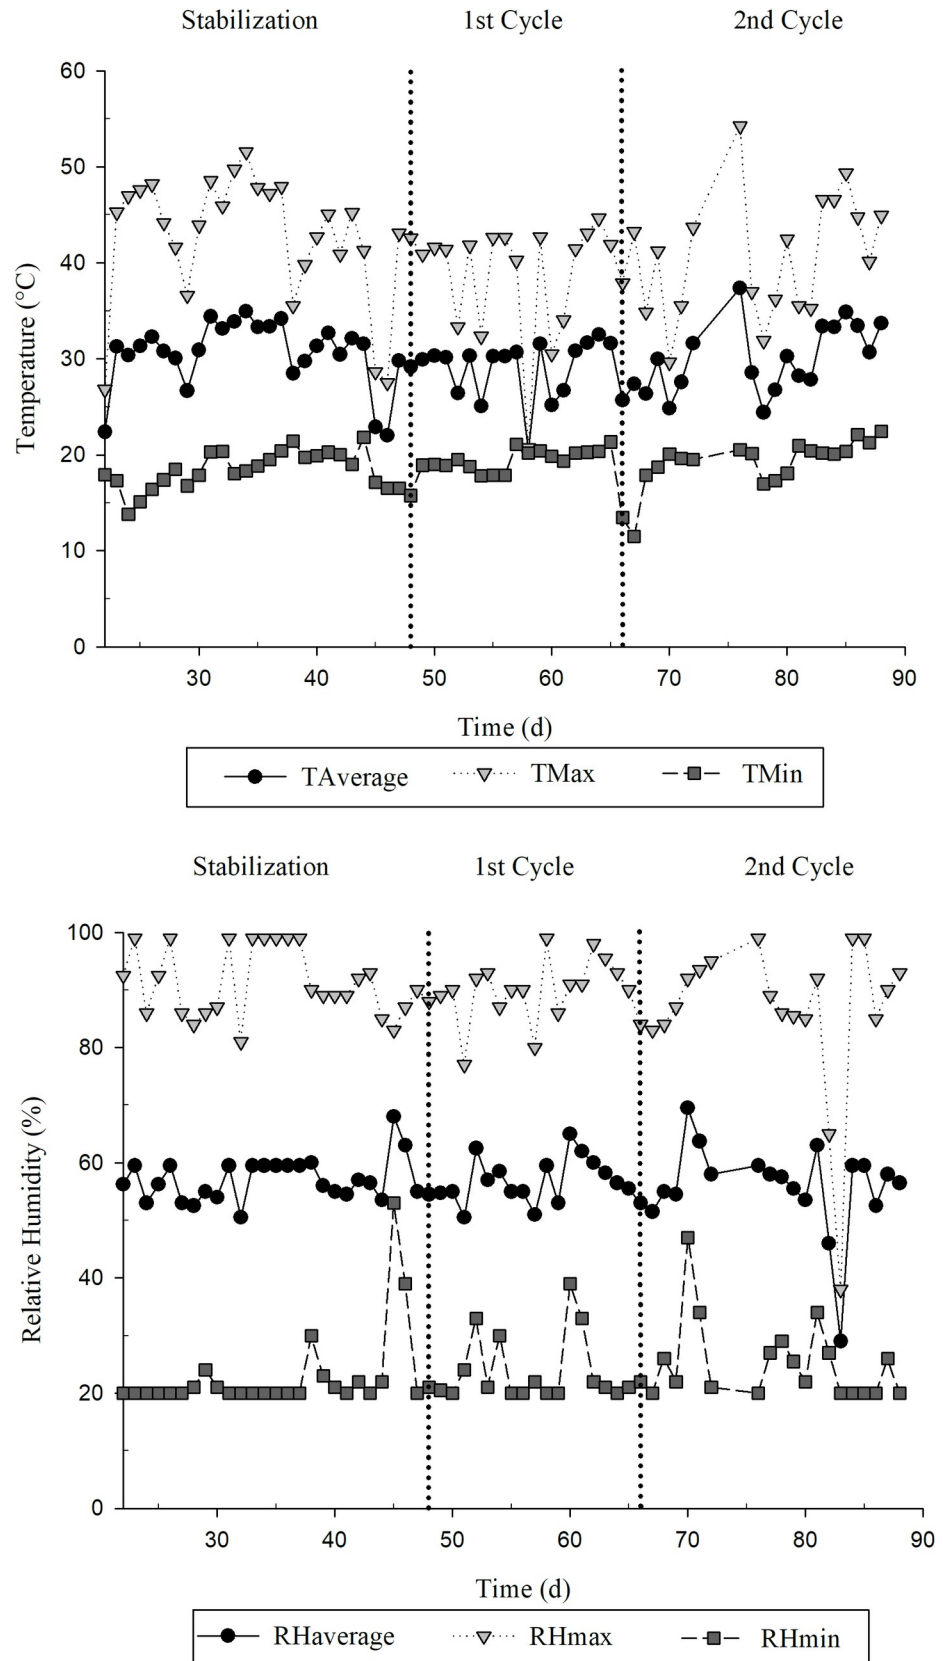 Stabilization 1st Cycle 2nd Cycle
60
50
40
30
20
10
0
Temperature (°C)
30 40 50 60 70 80 90
Time (d)
TAverage TMax TMin
Stabilization 1st Cycle 2nd Cycle
100
80
60
40
20
0
Relative Humidity (%)
30 40 50 60 70 80 90
Time (d)
RHaverage RHmax RHmin